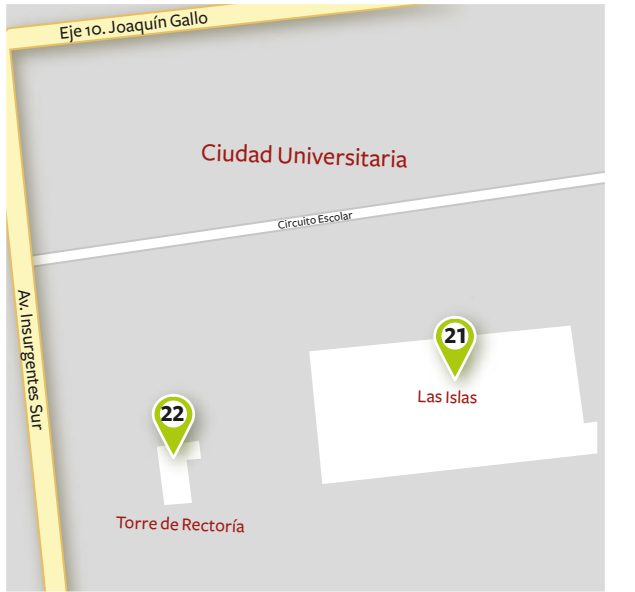 Eje 10. Joaquín Gallo
Ciudad Universitaria
Circuito Escolar
Av. Insurgentes Sur
21
Las Islas
22
Torre de Rectoría